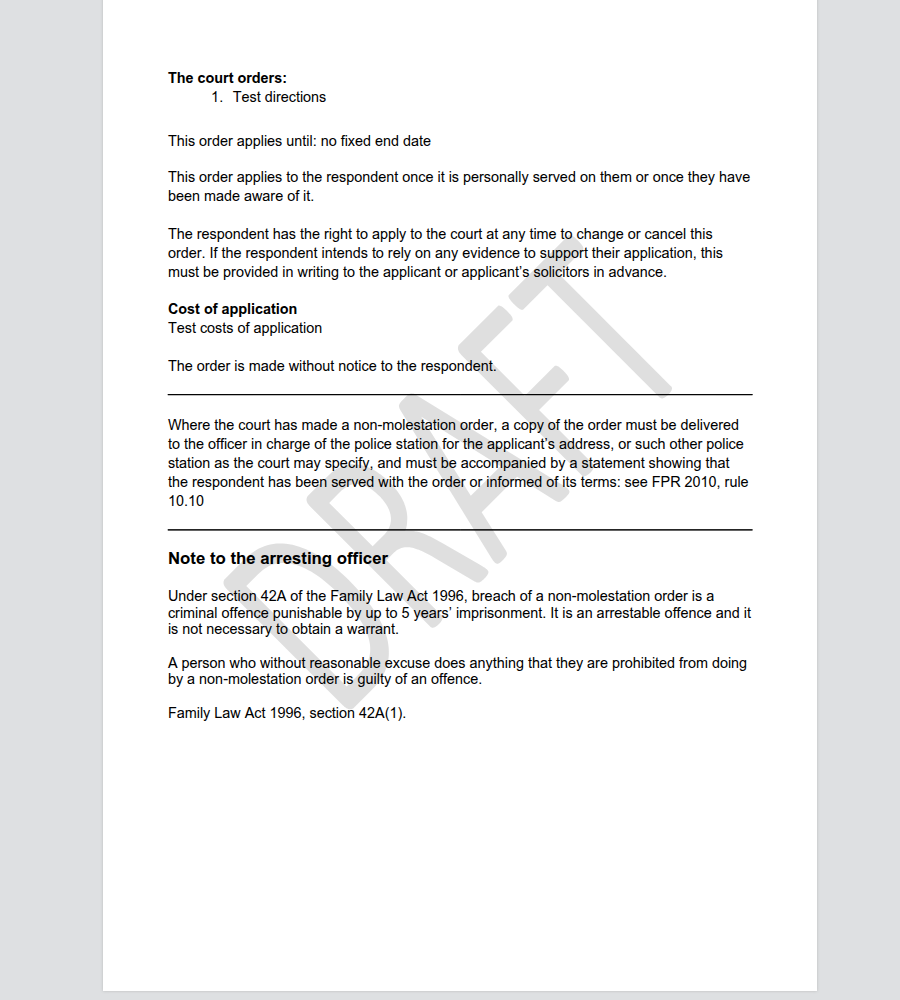 The court orders:
1. Test directions
This order applies until: no fixed end date
This order applies to the respondent once it is personally served on them or once they have
been made aware of it.
The respondent has the right to apply to the court at any time to change or cancel this
order. If the respondent intends to rely on any evidence to support their application, this
must be provided in writing to the applicant or applicant’s solicitors in advance.
Cost of application
Test costs of application
The order is made without notice to the respondent.
Where the court has made a non-molestation order, a copy of the order must be delivered
to the officer in charge of the police station for the applicant’s address, or such other police
station as the court may specify, and must be accompanied by a statement showing that
the respondent has been served with the order or informed of its terms: see FPR 2010, rule
10.10
Note to the arresting officer
Under section 42A of the Family Law Act 1996, breach of a non-molestation order is a
criminal offence punishable by up to 5 years’ imprisonment. It is an arrestable offence and it
is not necessary to obtain a warrant.
A person who without reasonable excuse does anything that they are prohibited from doing
by a non-molestation order is guilty of an offence.
Family Law Act 1996, section 42A(1).
DRAFT